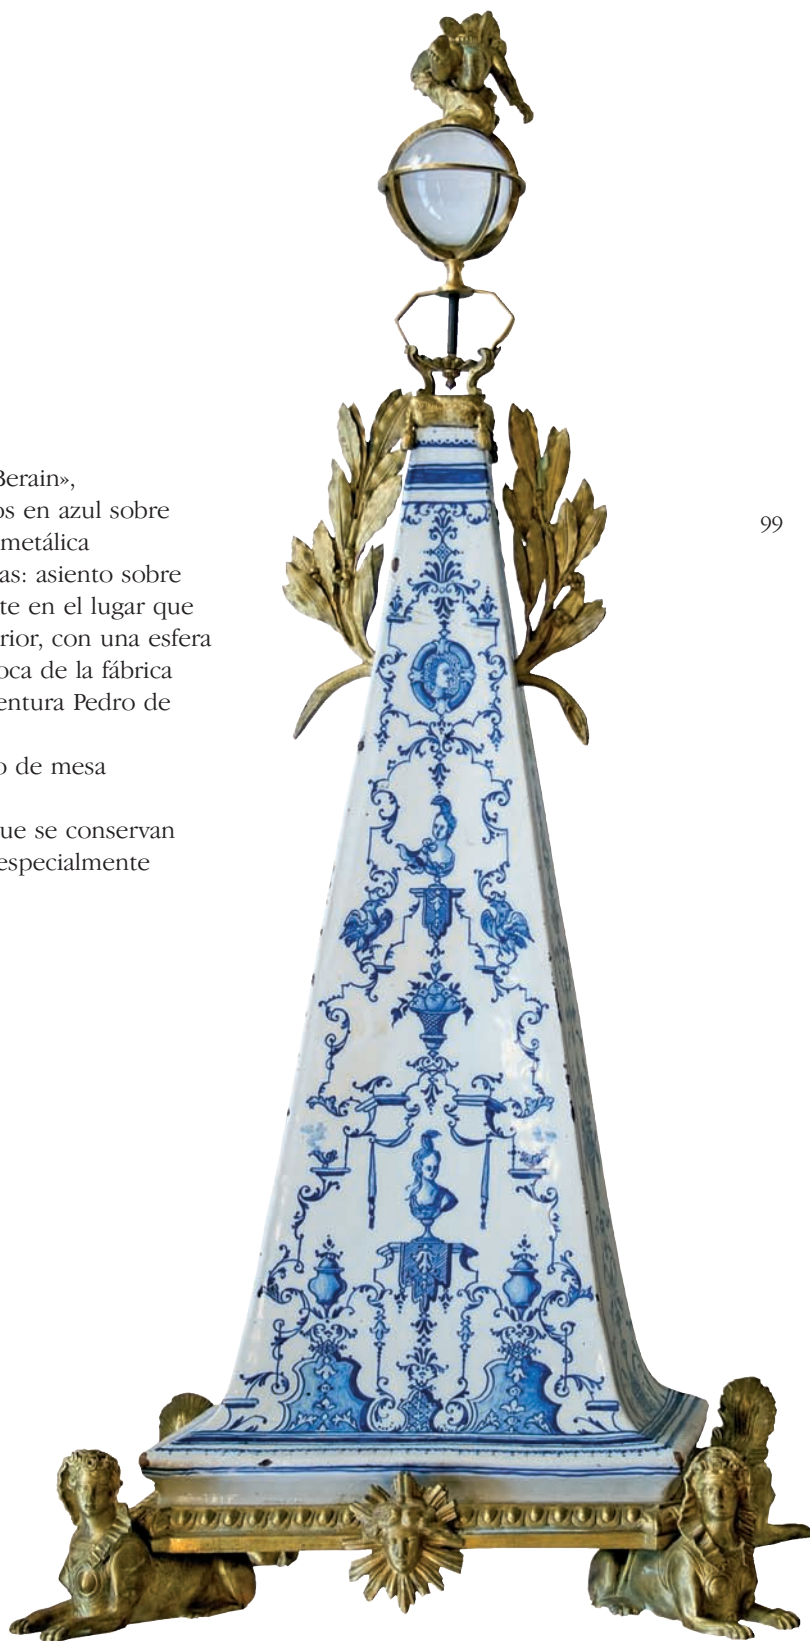 Berain»,
os en azul sobre
metálica
as: asiento sobre
te en el lugar que
rior, con una esfera
oca de la fábrica
entura Pedro de
o de mesa
que se conservan
especialmente
99